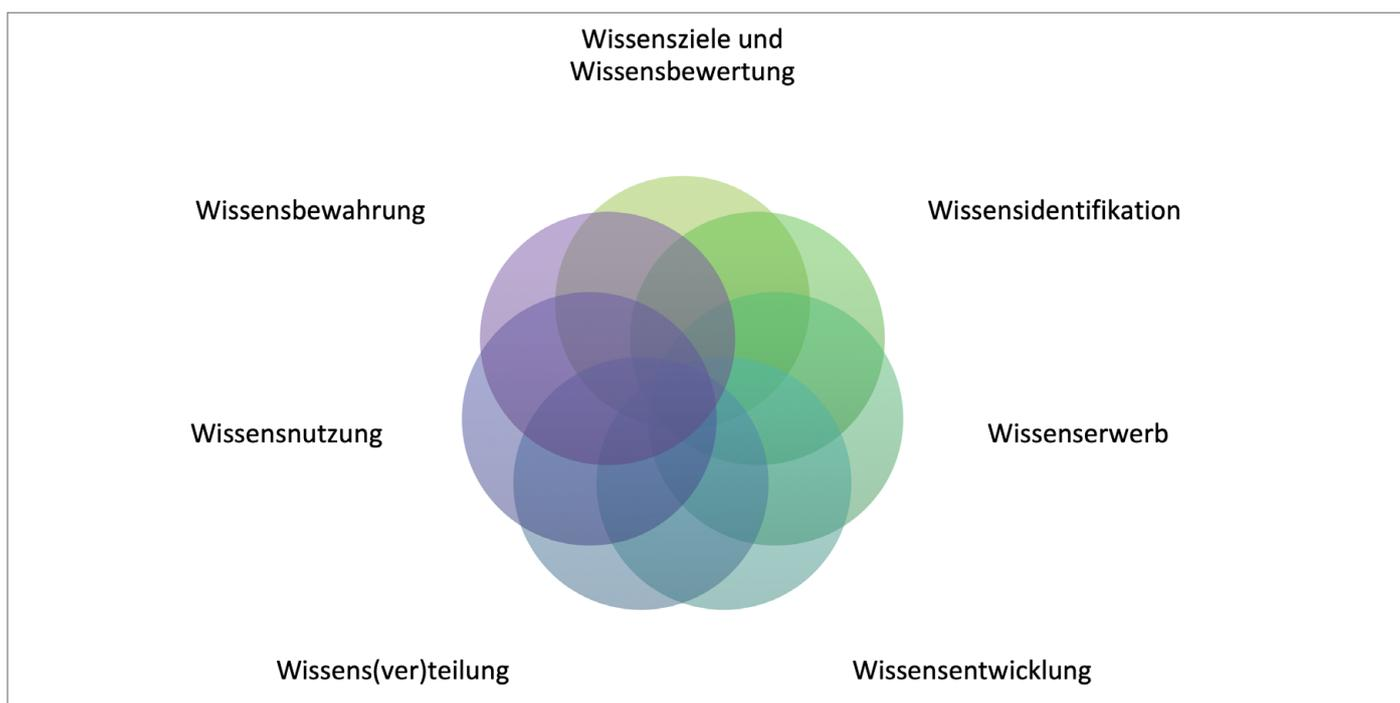 Wissensziele und
Wissensbewertung
Wissensbewahrung
Wissensidentifikation
Wissensnutzung
Wissenserwerb
Wissens(ver)teilung
Wissensentwicklung